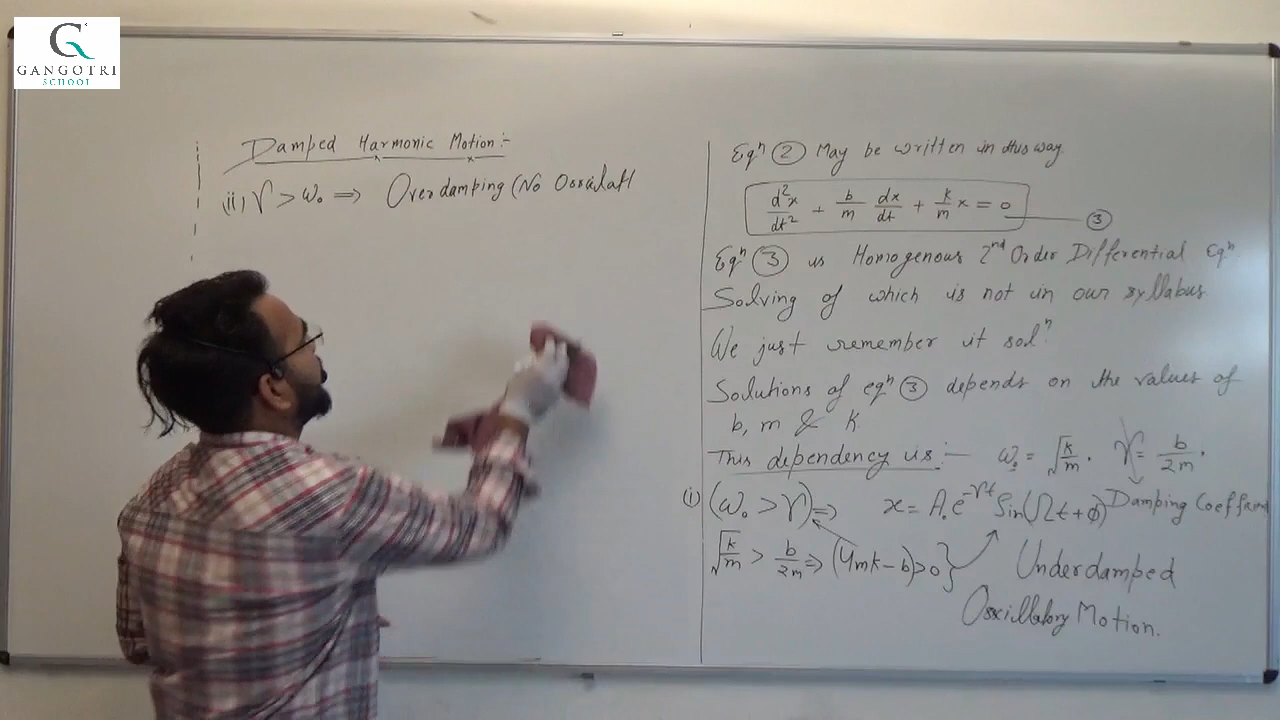 GANGOTRI
SCHOOL
Damped Harmonic Motion :-
(ii) γ > ω₀ ⇒ Overdamping (No Osscilatl
Eqⁿ ② May be written in this way
d²x/dt² + b/m dx/dt + k/m x = 0 —— ③
Eqⁿ ③ is Homogenous 2nd Order Differential Eqⁿ.
Solving of which is not in our syllabus.
We just remember it solⁿ
Solutions of eqⁿ ③ depends on the values of
b, m & k
This dependency is :— ω₀ = √k/m . γ = b/2m .
(i) (ω₀ > γ) ⇒ x = A₀e^-γt Sin(Ωt + φ) Damping Coefficient
√k/m > b/2m ⇒ (4mk - b) > 0 } Underdamped
Osscillatory Motion.